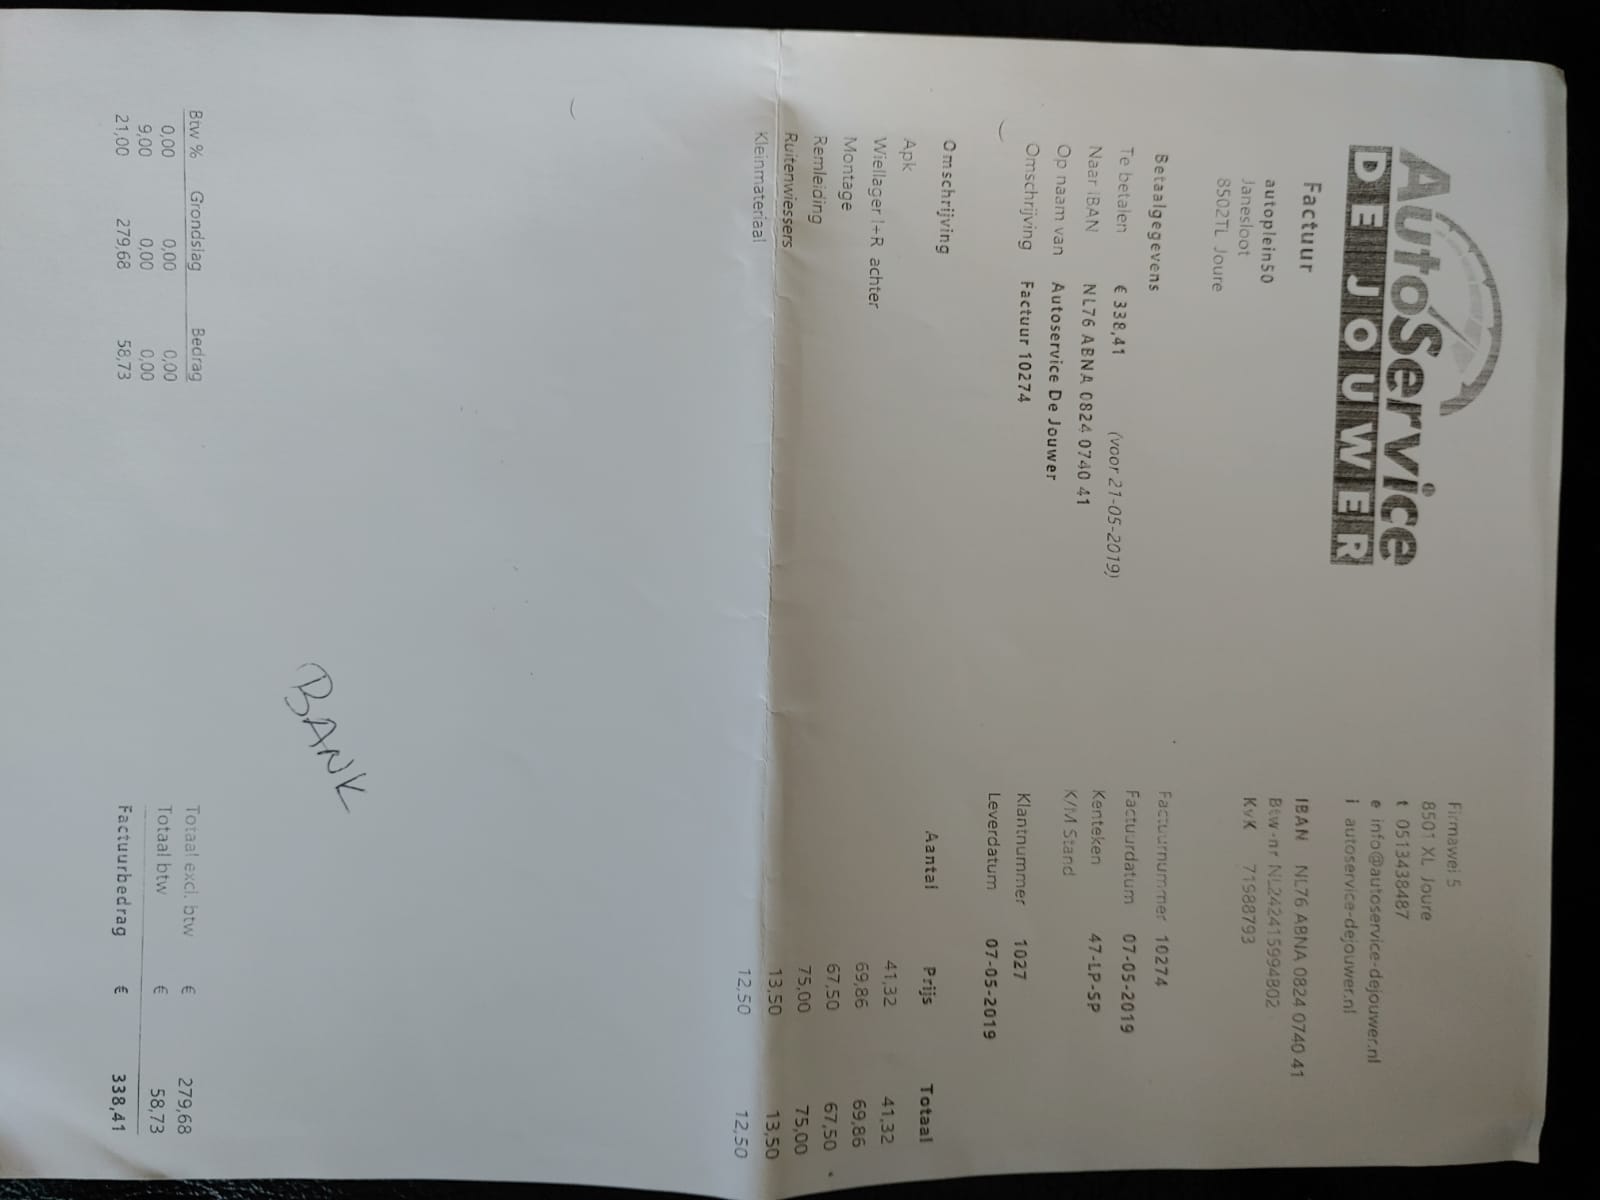 AutoService
DE JOUWER
Firmawei 5
8501 XL Joure
t 0513438487
e info@autoservice-dejouwer.nl
i autoservice-dejouwer.nl
IBAN NL76 ABNA 0824 0740 41
Btw-nr NL242415994B02
KvK 71988793
Factuur
autoplein50
Janesloot
8502TL Joure
Betaalgegevens
Te betalen € 338,41 (voor 21-05-2019)
Naar IBAN NL76 ABNA 0824 0740 41
Op naam van Autoservice De Jouwer
Omschrijving Factuur 10274
Factuurnummer 10274
Factuurdatum 07-05-2019
Kenteken 47-LP-SP
K/M Stand
Klantnummer 1027
Leverdatum 07-05-2019
Omschrijving Aantal Prijs Totaal
Apk 41,32 41,32
Wiellager l+R achter 69,86 69,86
Montage 67,50 67,50
Remleiding 75,00 75,00
Ruitenwiessers 13,50 13,50
Kleinmateriaal 12,50 12,50
BANK
Btw % Grondslag Bedrag
0,00 0,00 0,00
9,00 0,00 0,00
21,00 279,68 58,73
Totaal excl. btw € 279,68
Totaal btw € 58,73
Factuurbedrag € 338,41